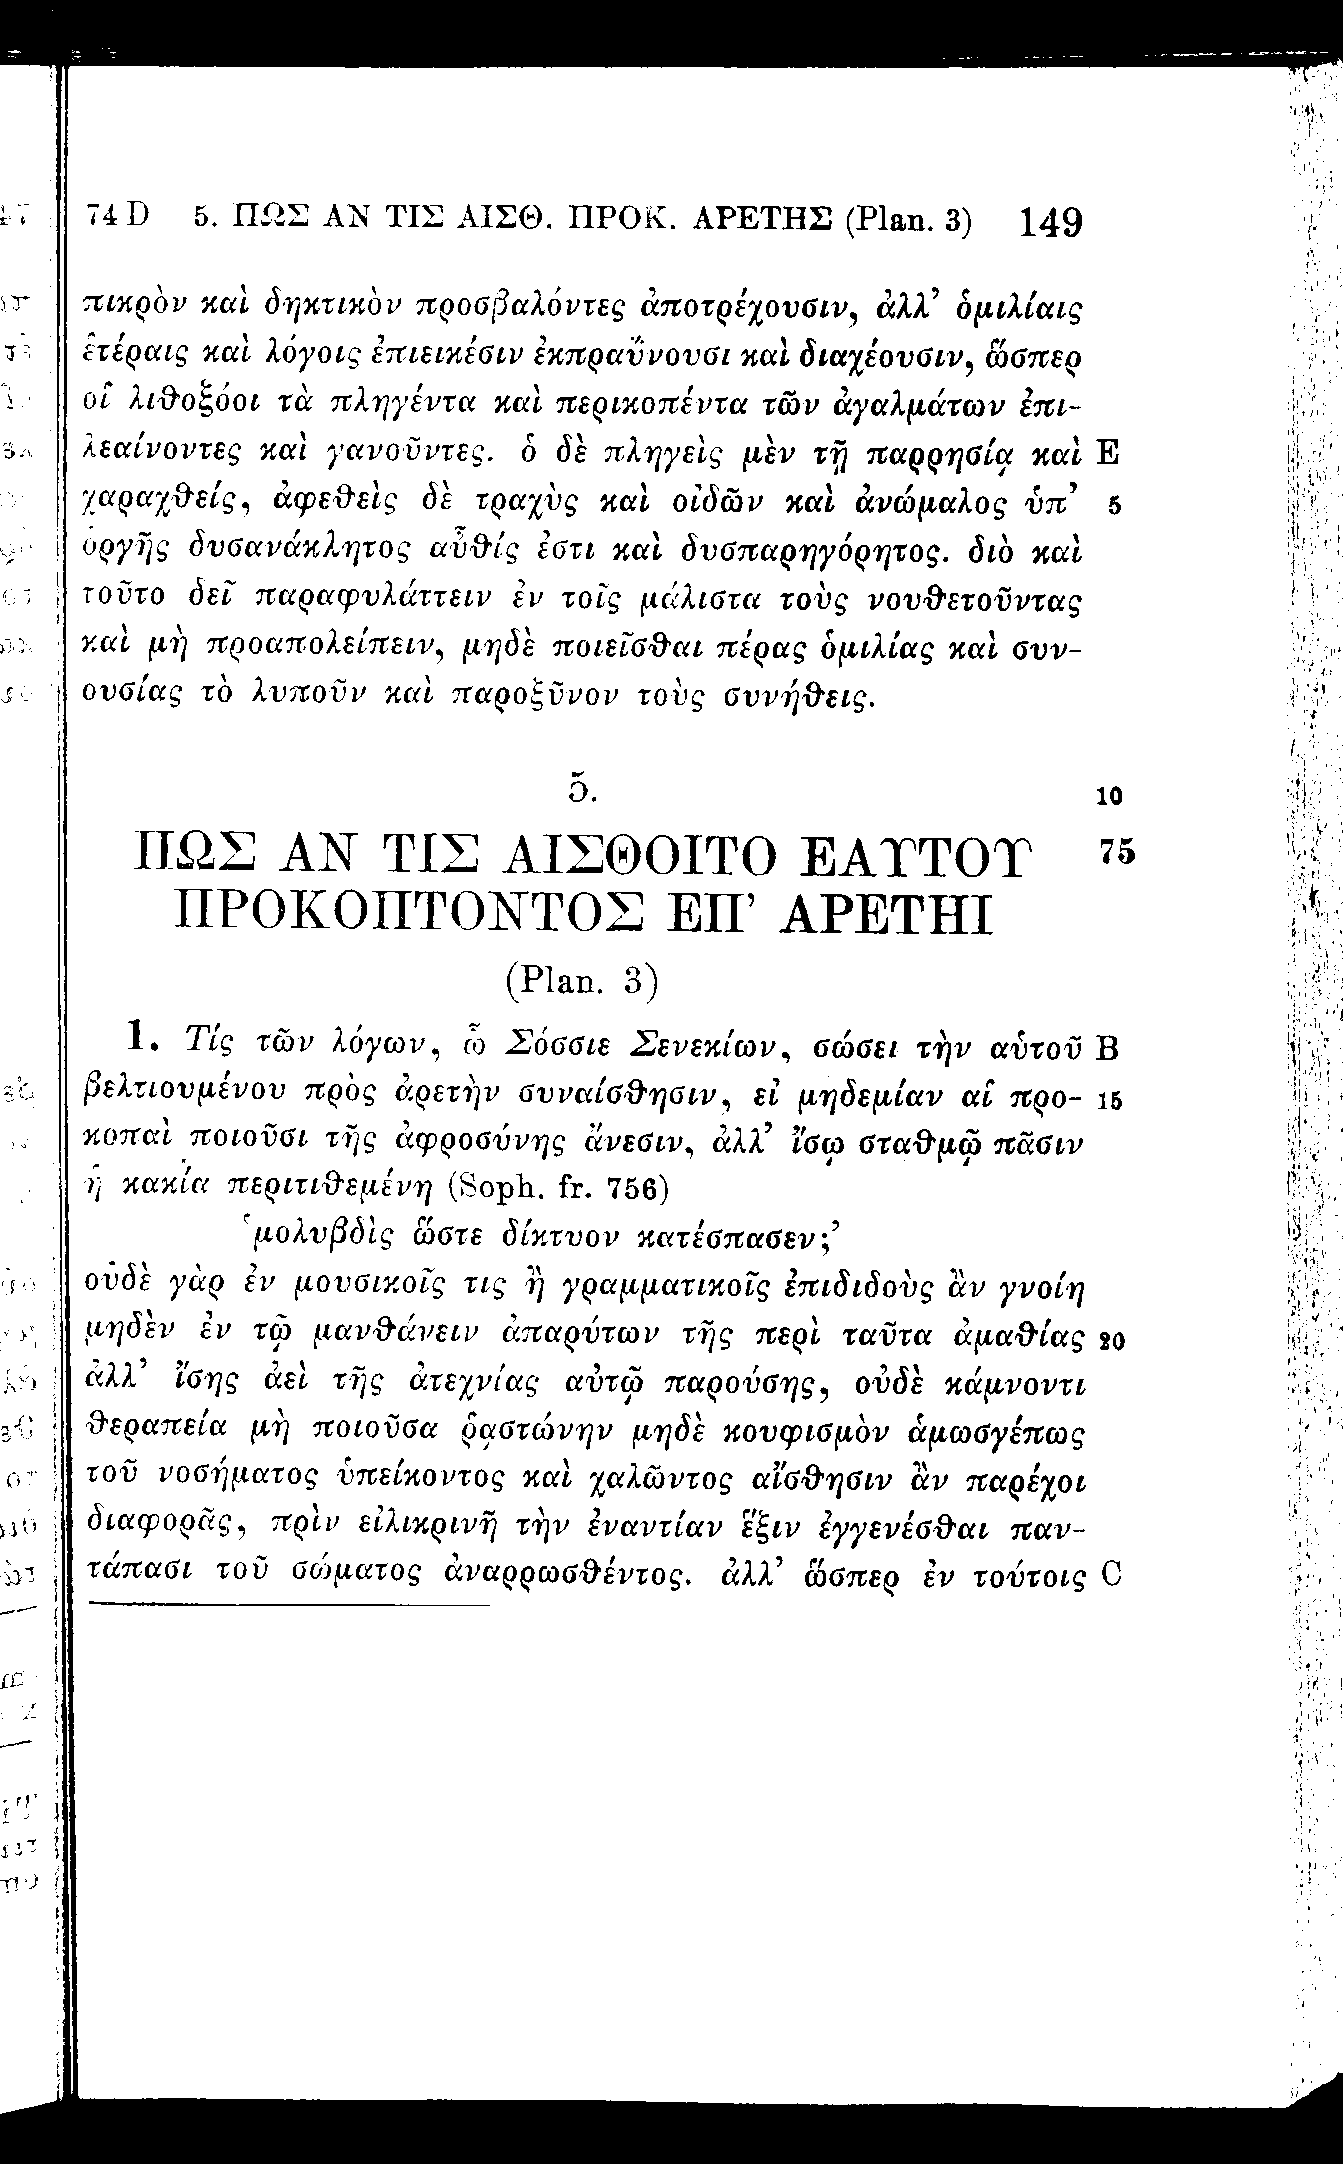 74 D 5. ΠΩΣ ΑΝ ΤΙΣ ΑΙΣΘ. ΠΡΟΚ. ΑΡΕΤΗΣ (Plan. 3) 149
πικρὸν καὶ δηκτικὸν προσβαλόντες ἀποτρέχουσιν, ἀλλ’ ὁμιλίαις
ἑτέραις καὶ λόγοις ἐπιεικέσιν ἐκπραΰνουσι καὶ διαχέουσιν, ὥσπερ
οἱ λιθοξόοι τὰ πληγέντα καὶ περικοπέντα τῶν ἀγαλμάτων ἐπι-
λεαίνοντες καὶ γανοῦντες. ὁ δὲ πληγεὶς μὲν τῇ παρρησίᾳ καὶ E
χαραχθείς, ἀφεθεὶς δὲ τραχὺς καὶ οἰδῶν καὶ ἀνώμαλος ὑπ’ 5
ὀργῆς δυσανάκλητος αὖθίς ἐστι καὶ δυσπαρηγόρητος. διὸ καὶ
τοῦτο δεῖ παραφυλάττειν ἐν τοῖς μάλιστα τοὺς νουθετοῦντας
καὶ μὴ προαπολείπειν, μηδὲ ποιεῖσθαι πέρας ὁμιλίας καὶ συν-
ουσίας τὸ λυποῦν καὶ παροξῦνον τοὺς συνήθεις.
5. 10
ΠΩΣ ΑΝ ΤΙΣ ΑΙΣΘΟΙΤΟ ΕΑΥΤΟΥ 75
ΠΡΟΚΟΠΤΟΝΤΟΣ ΕΠ’ ΑΡΕΤΗΙ
(Plan. 3)
1. Τίς τῶν λόγων, ὦ Σόσσιε Σενεκίων, σώσει τὴν αὑτοῦ B
βελτιουμένου πρὸς ἀρετὴν συναίσθησιν, εἰ μηδεμίαν αἱ προ- 15
κοπαὶ ποιοῦσι τῆς ἀφροσύνης ἄνεσιν, ἀλλ’ ἴσῳ σταθμῷ πᾶσιν
ἡ κακία περιτιθεμένη (Soph. fr. 756)
‘μολυβδὶς ὥστε δίκτυον κατέσπασεν;’
οὐδὲ γὰρ ἐν μουσικοῖς τις ἢ γραμματικοῖς ἐπιδιδοὺς ἂν γνοίη
μηδὲν ἐν τῷ μανθάνειν ἀπαρύτων τῆς περὶ ταῦτα ἀμαθίας 20
ἀλλ’ ἴσης ἀεὶ τῆς ἀτεχνίας αὐτῷ παρούσης, οὐδὲ κάμνοντι
θεραπεία μὴ ποιοῦσα ῥᾳστώνην μηδὲ κουφισμὸν ἁμωσγέπως
τοῦ νοσήματος ὑπείκοντος καὶ χαλῶντος αἴσθησιν ἂν παρέχοι
διαφορᾶς, πρὶν εἰλικρινῆ τὴν ἐναντίαν ἕξιν ἐγγενέσθαι παν-
τάπασι τοῦ σώματος ἀναρρωσθέντος. ἀλλ’ ὥσπερ ἐν τούτοις C